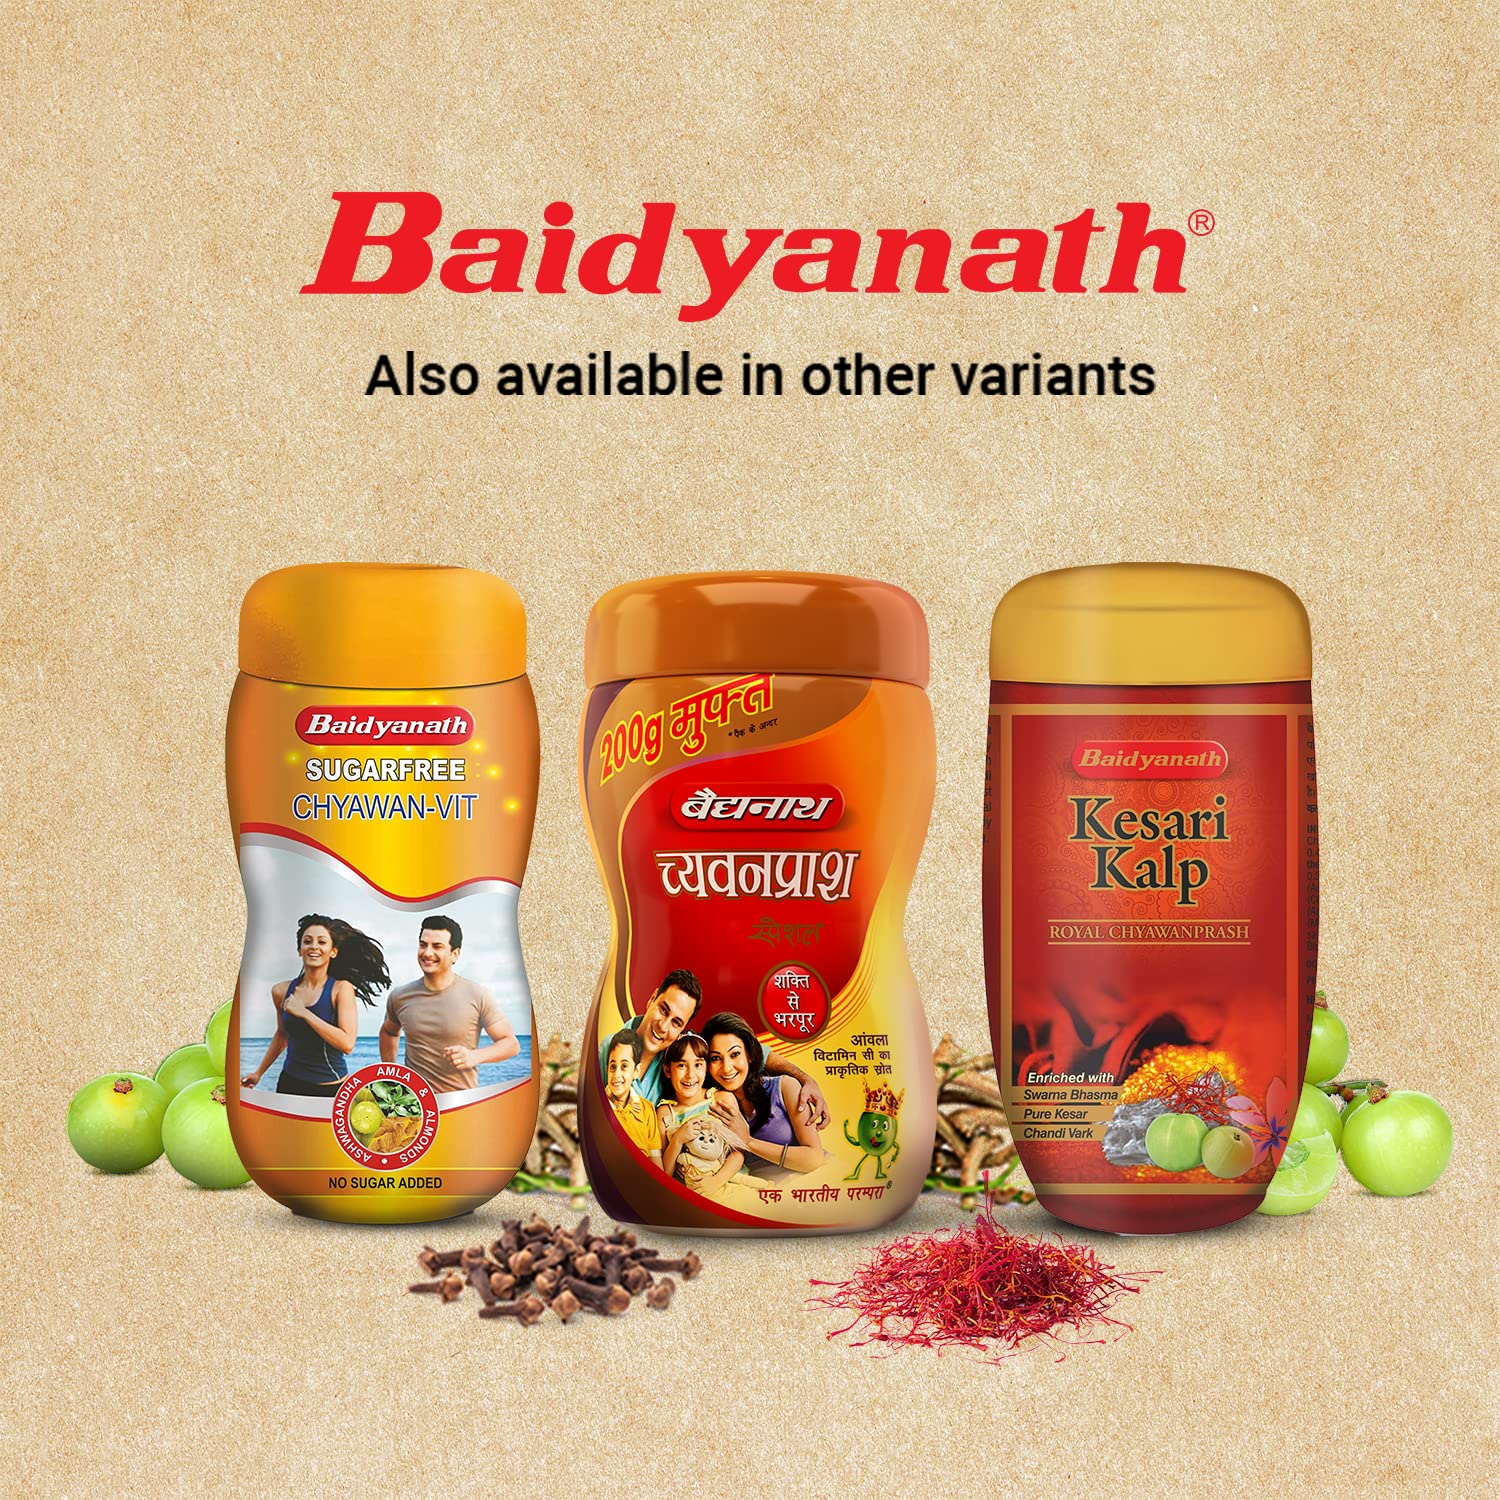 Baidyanath®
Also available in other variants
Baidyanath
SUGARFREE
CHYAWAN-VIT
ASHWAGANDHA AMLA & ALMONDS •
NO SUGAR ADDED
200g मुफ्त
*पैक के अन्दर
बैद्यनाथ
च्यवनप्राश
स्पेशल
शक्ति
से
भरपूर
आंवला
विटामिन सी का
प्राकृतिक स्रोत
एक भारतीय परम्परा®
Baidyanath
Kesari
Kalp
ROYAL CHYAWANPRASH
Enriched with
Swarna Bhasma
Pure Kesar
Chandi Vark